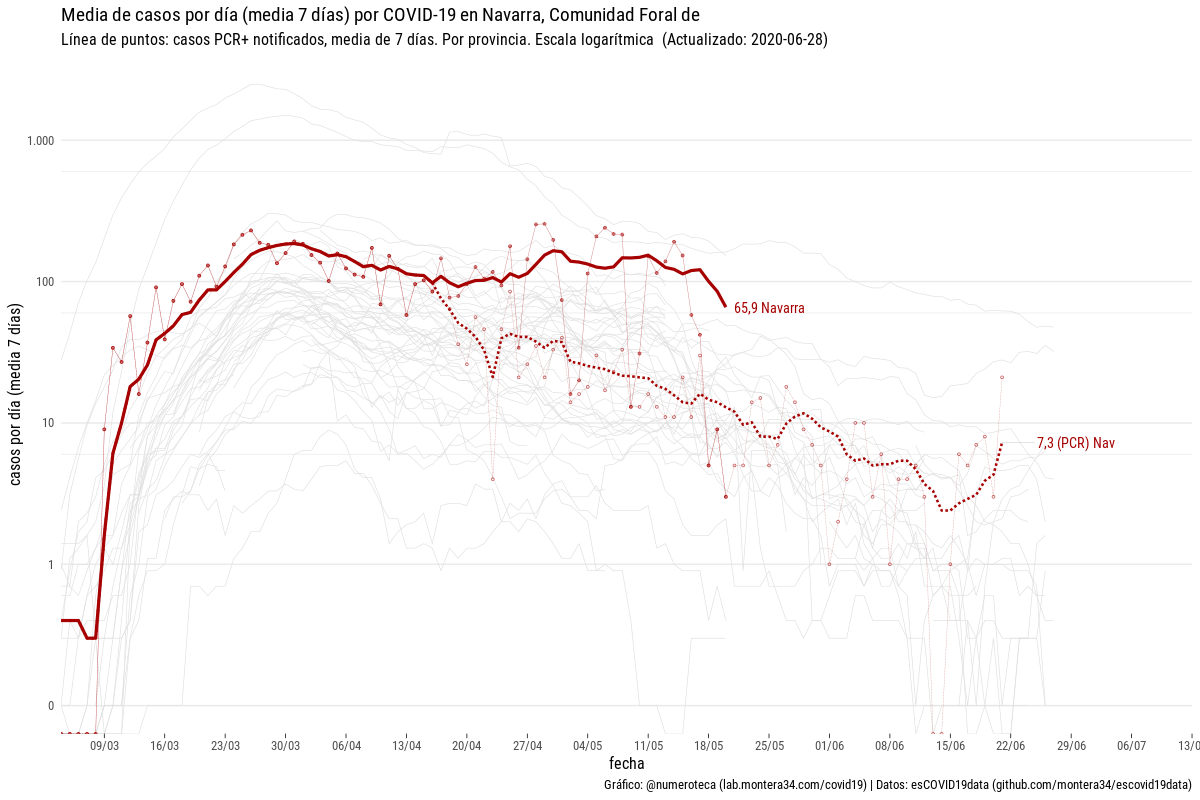 Media de casos por día (media 7 días) por COVID-19 en Navarra, Comunidad Foral de
Línea de puntos: casos PCR+ notificados, media de 7 días. Por provincia. Escala logarítmica (Actualizado: 2020-06-28)
casos por día (media 7 días)
1.000
100
10
1
0
65,9 Navarra
7,3 (PCR) Nav
09/03 16/03 23/03 30/03 06/04 13/04 20/04 27/04 04/05 11/05 18/05 25/05 01/06 08/06 15/06 22/06 29/06 06/07 13/0
fecha
Gráfico: @numeroteca (lab.montera34.com/covid19) | Datos: esCOVID19data (github.com/montera34/escovid19data)